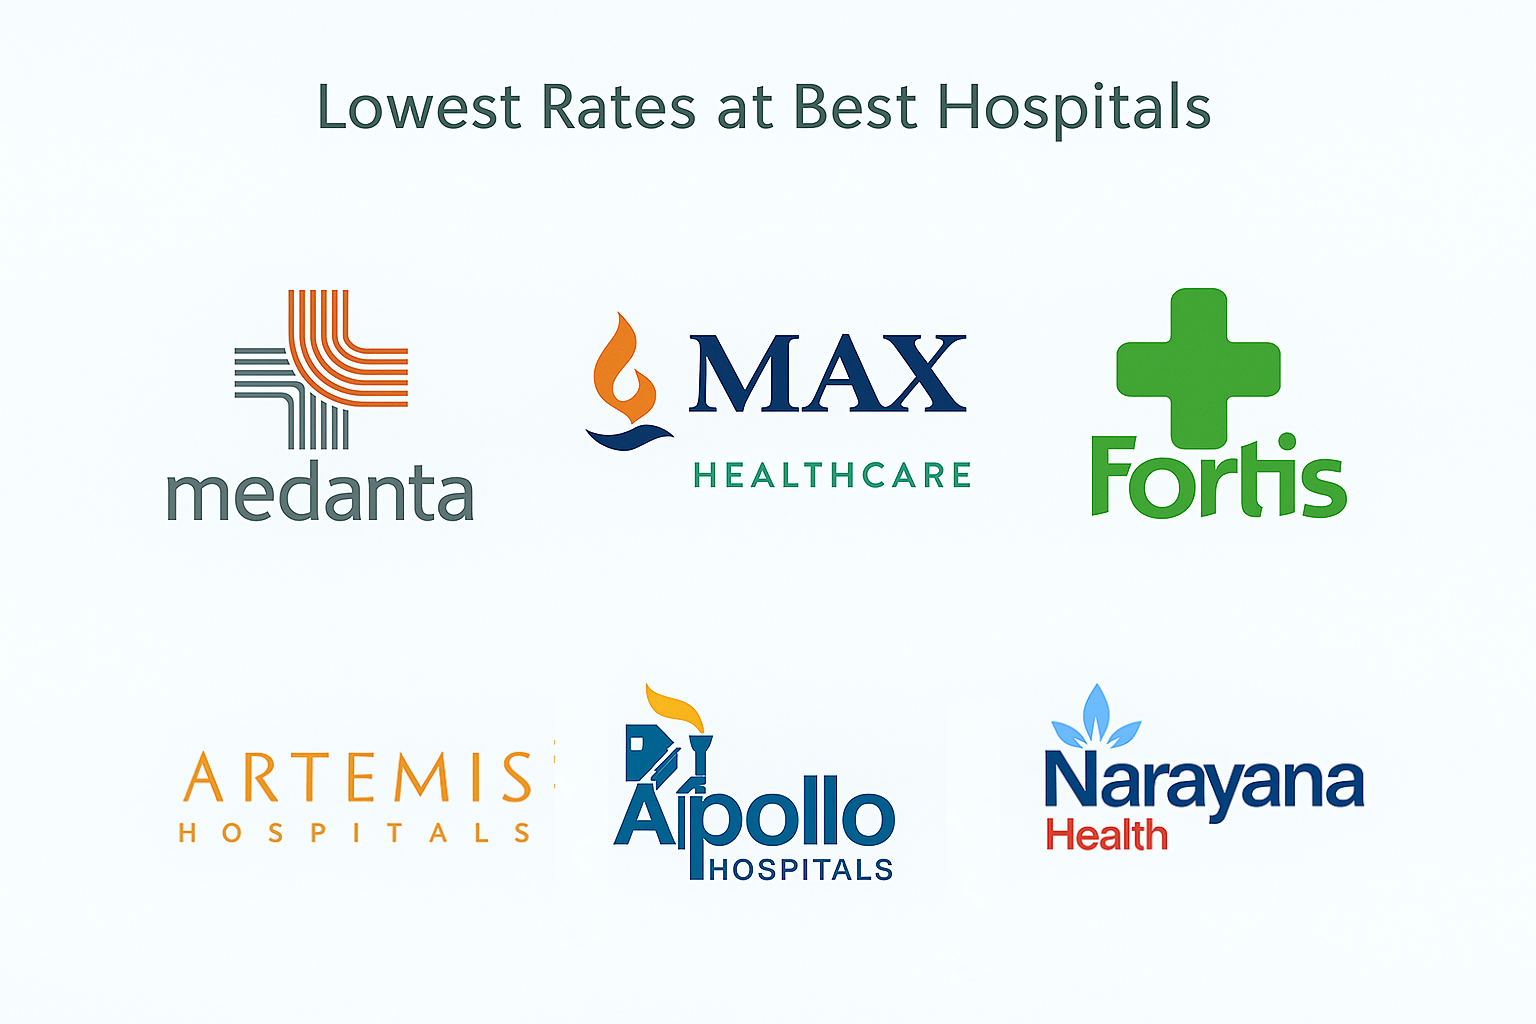 Lowest Rates at Best Hospitals
medanta
MAX
HEALTHCARE
Fortis
ARTEMIS
HOSPITALS
Apollo
HOSPITALS
Narayana
Health